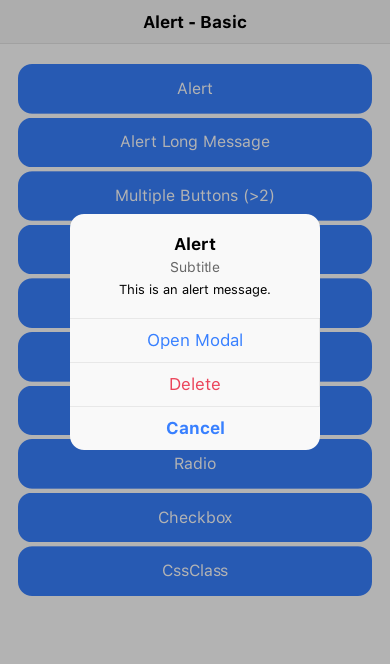 Alert - Basic
Alert
Alert Long Message
Multiple Buttons (>2)
Alert
Subtitle
This is an alert message.
Open Modal
Delete
Cancel
Radio
Checkbox
CssClass